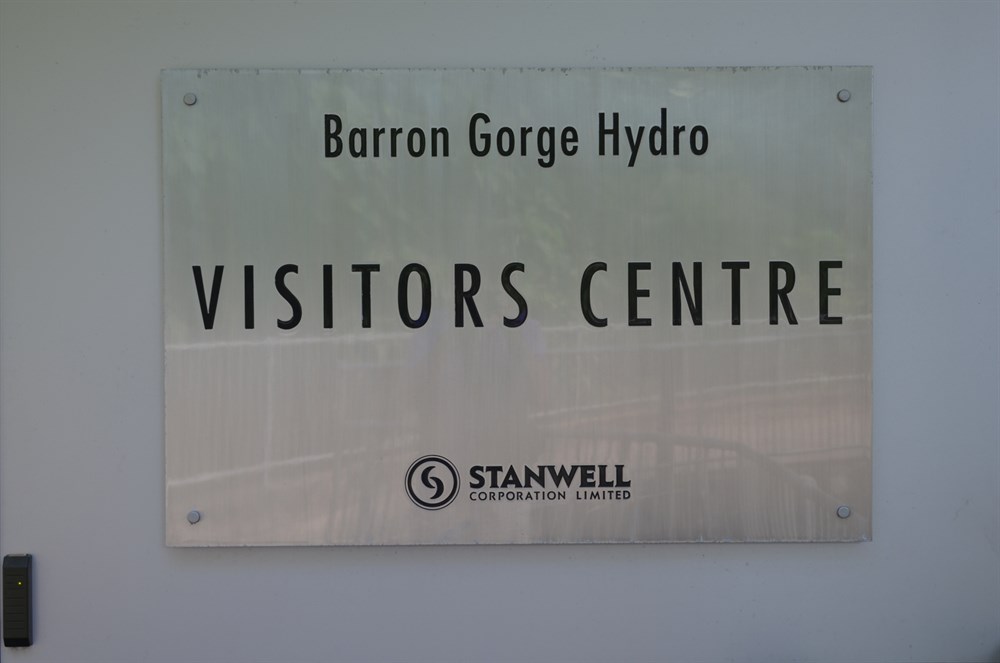 Barron Gorge Hydro
VISITORS CENTRE
STANWELL
CORPORATION LIMITED